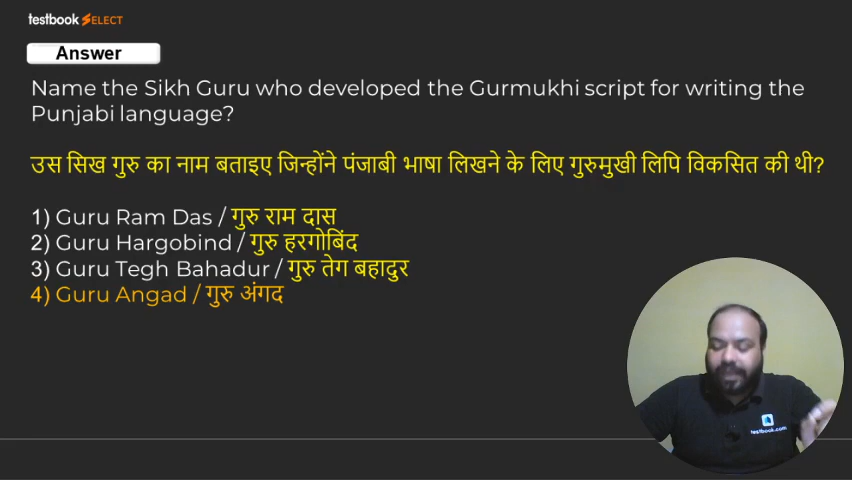 testbook SELECT
Answer
Name the Sikh Guru who developed the Gurmukhi script for writing the
Punjabi language?
उस सिख गुरु का नाम बताइए जिन्होंने पंजाबी भाषा लिखने के लिए गुरुमुखी लिपि विकसित की थी?
1) Guru Ram Das / गुरु राम दास
2) Guru Hargobind / गुरु हरगोबिंद
3) Guru Tegh Bahadur / गुरु तेग बहादुर
4) Guru Angad / गुरु अंगद
testbook.com